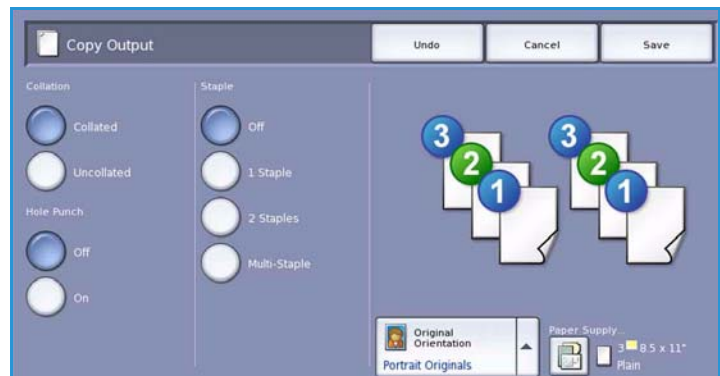 Copy Output
Undo
Cancel
Save
Collation
Collated
Uncollated
Hole Punch
Off
On
Staple
Off
1 Staple
2 Staples
Multi-Staple
3
2
1
3
2
1
Original
Orientation
Portrait Originals
Paper Supply...
3 8.5 x 11"
Plain